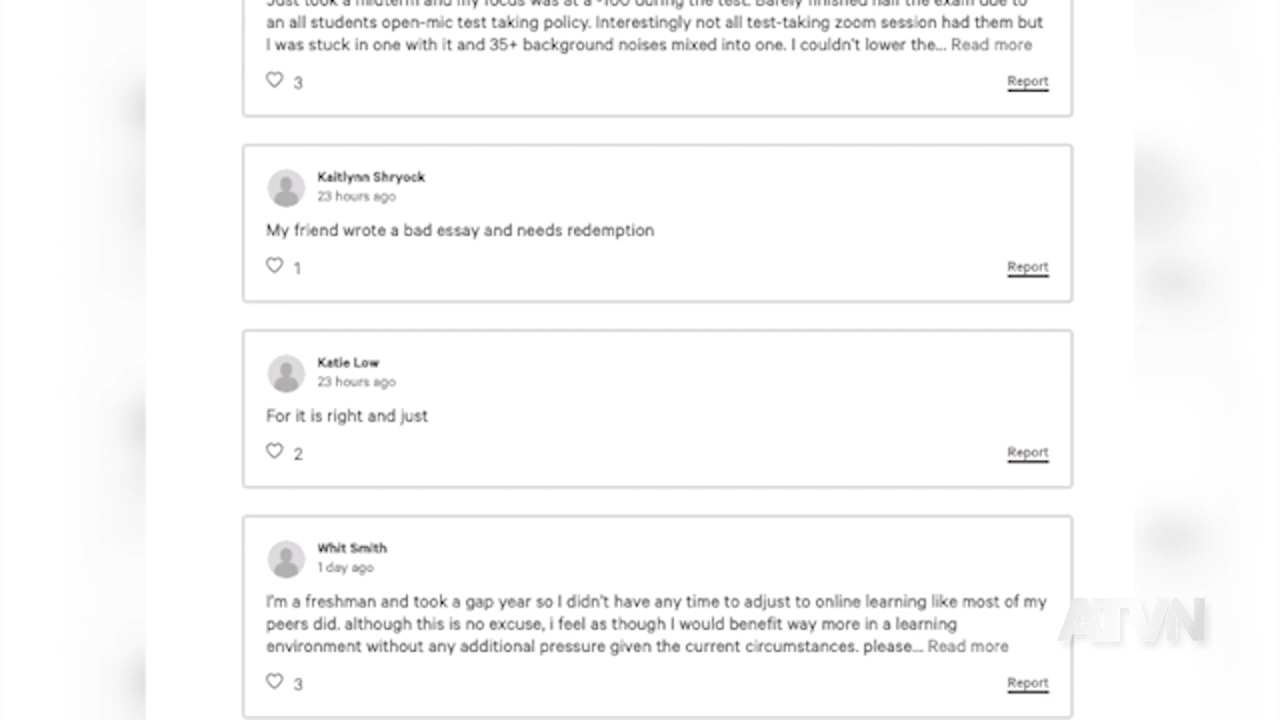 Just took a midterm and my focus was at a -100 during the test. Barely finished half the exam due to
an all students open-mic test taking policy. Interestingly not all test-taking zoom session had them but
I was stuck in one with it and 35+ background noises mixed into one. I couldn't lower the... Read more
3
Report
Kaitlynn Shryock
23 hours ago
My friend wrote a bad essay and needs redemption
1
Report
Katie Low
23 hours ago
For it is right and just
2
Report
Whit Smith
1 day ago
I'm a freshman and took a gap year so I didn't have any time to adjust to online learning like most of my
peers did. although this is no excuse, i feel as though I would benefit way more in a learning
environment without any additional pressure given the current circumstances. please... Read more
ATVN
3
Report